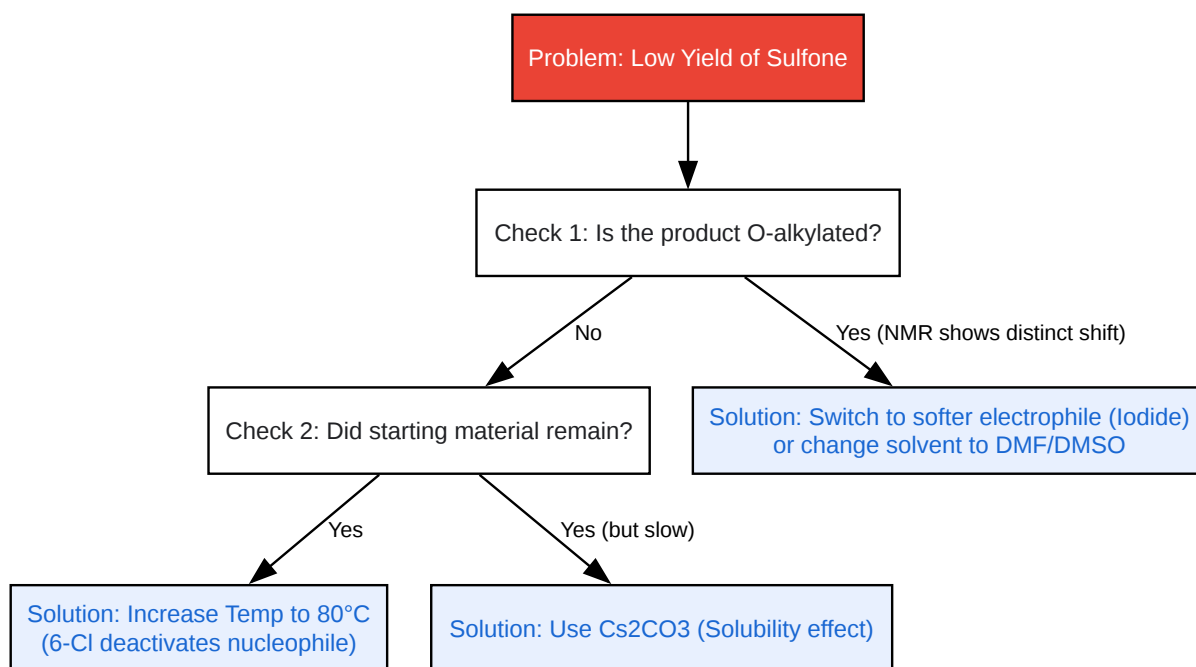 Problem: Low Yield of Sulfone
Check 1: Is the product O-alkylated?
No
Yes (NMR shows distinct shift)
Check 2: Did starting material remain?
Solution: Switch to softer electrophile (Iodide)
or change solvent to DMF/DMSO
Yes
Yes (but slow)
Solution: Increase Temp to 80°C
(6-Cl deactivates nucleophile)
Solution: Use Cs2CO3 (Solubility effect)